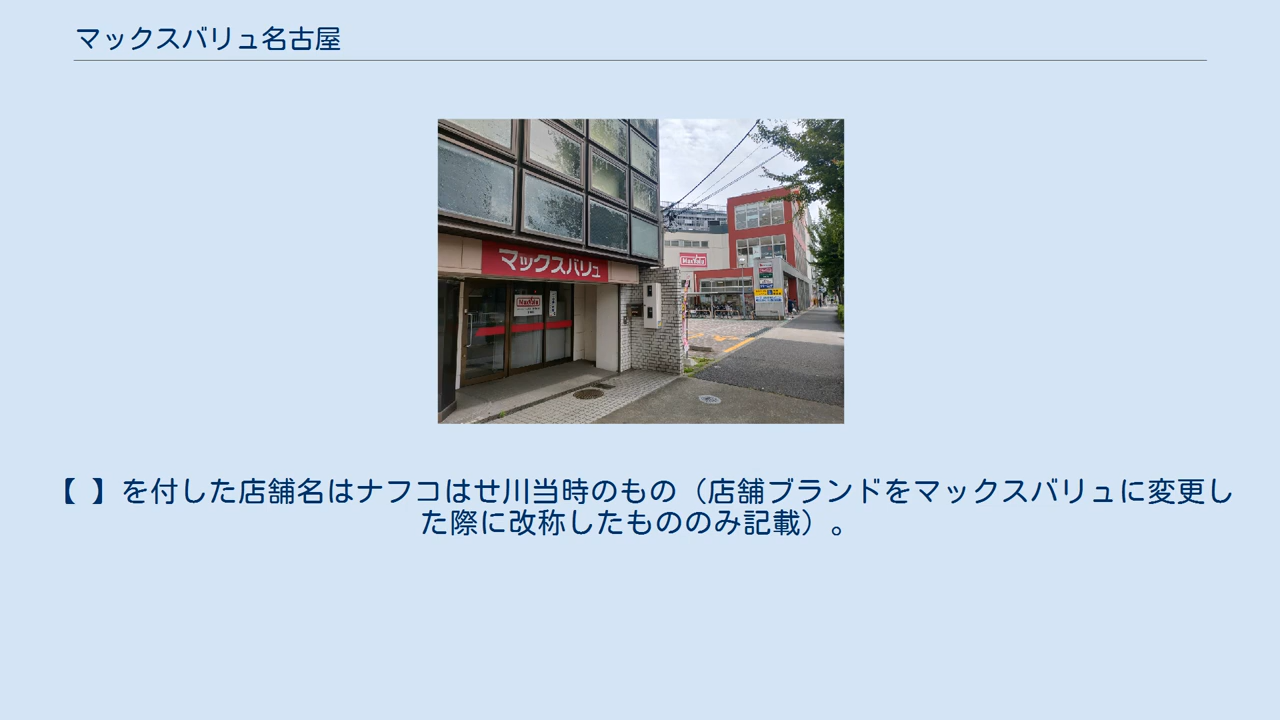 マックスバリュ名古屋
マックスバリュ
MaxValu
MaxValu
【 】を付した店舗名はナフコはせ川当時のもの（店舗ブランドをマックスバリュに変更し
た際に改称したもののみ記載）。